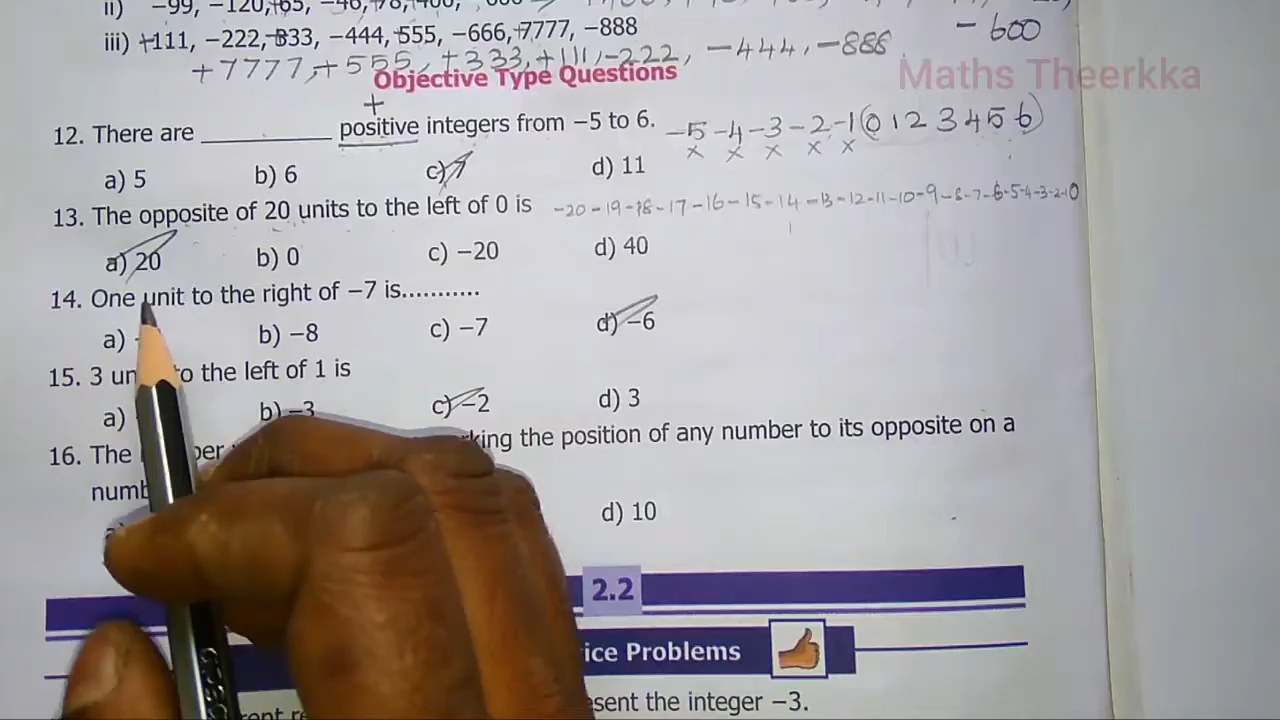 ii) −99, −120, +65, −46, +78, +400,
iii) +111, −222, +333, −444, +555, −666, +7777, −888
− 600
+7777, +555, +333, +111, −222, −444, −888
Objective Type Questions
Maths Theerkka
+
12. There are __________ positive integers from −5 to 6.
−5 −4 −3 −2 −1 0 1 2 3 4 5 6
x x x x x
a) 5 b) 6 c) 7 d) 11
13. The opposite of 20 units to the left of 0 is
−20 −19 −18 −17 −16 −15 −14 −13 −12 −11 −10 −9 −8 −7 −6 −5 −4 −3 −2 −1 0
a) 20 b) 0 c) −20 d) 40
14. One unit to the right of −7 is...........
a) b) −8 c) −7 d) −6
15. 3 to the left of 1 is
a) b) −3 c) −2 d) 3
16. The the position of any number to its opposite on a
d) 10
2.2
Problems
the integer −3.